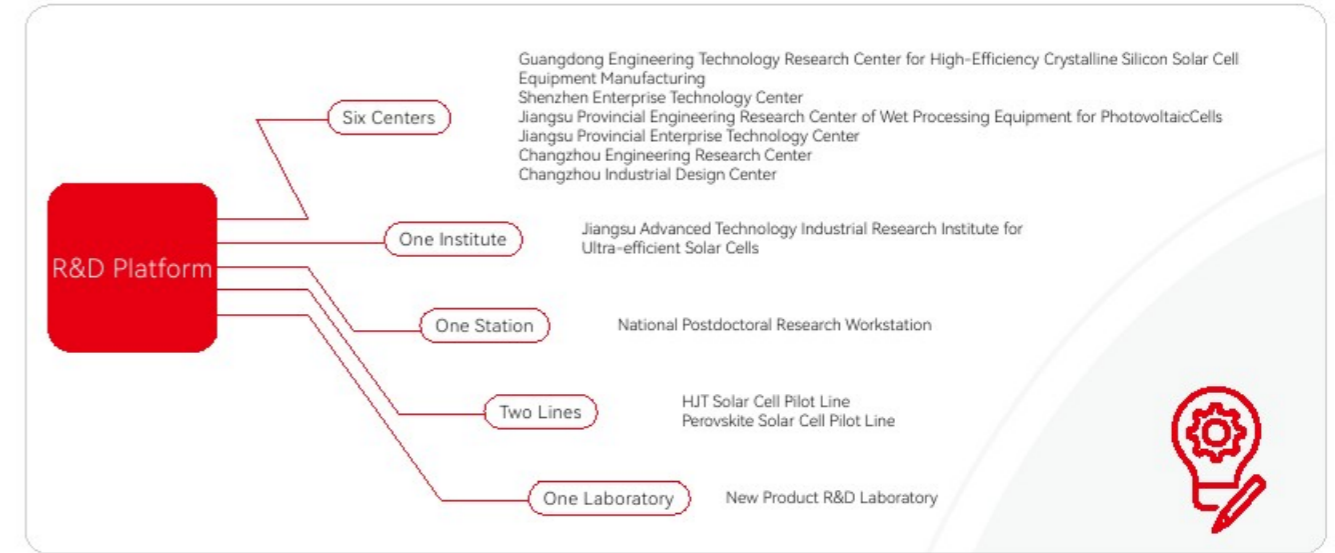 R&D Platform
Six Centers
Guangdong Engineering Technology Research Center for High-Efficiency Crystalline Silicon Solar Cell
Equipment Manufacturing
Shenzhen Enterprise Technology Center
Jiangsu Provincial Engineering Research Center of Wet Processing Equipment for PhotovoltaicCells
Jiangsu Provincial Enterprise Technology Center
Changzhou Engineering Research Center
Changzhou Industrial Design Center
One Institute
Jiangsu Advanced Technology Industrial Research Institute for
Ultra-efficient Solar Cells
One Station
National Postdoctoral Research Workstation
Two Lines
HJT Solar Cell Pilot Line
Perovskite Solar Cell Pilot Line
One Laboratory
New Product R&D Laboratory